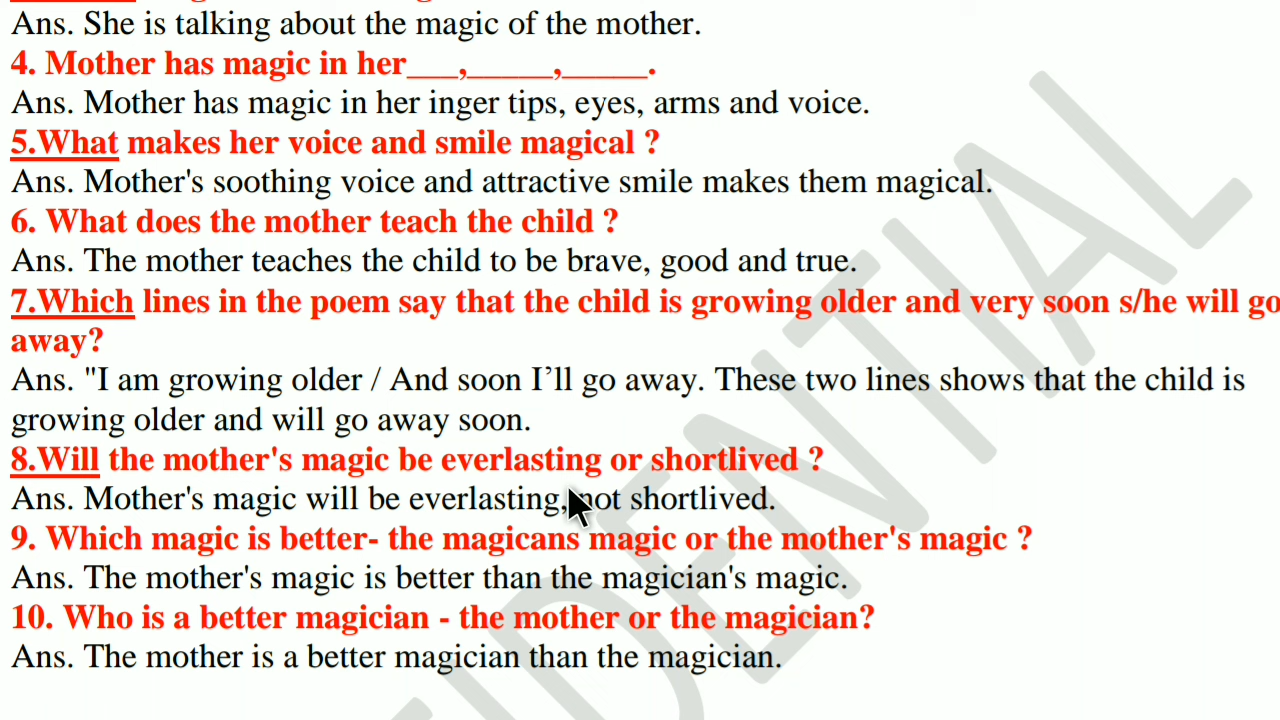 Ans. She is talking about the magic of the mother.
4. Mother has magic in her___,_____,_____.
Ans. Mother has magic in her inger tips, eyes, arms and voice.
5.What makes her voice and smile magical ?
Ans. Mother's soothing voice and attractive smile makes them magical.
6. What does the mother teach the child ?
Ans. The mother teaches the child to be brave, good and true.
7.Which lines in the poem say that the child is growing older and very soon s/he will go
away?
Ans. "I am growing older / And soon I’ll go away. These two lines shows that the child is
growing older and will go away soon.
8.Will the mother's magic be everlasting or shortlived ?
Ans. Mother's magic will be everlasting, not shortlived.
9. Which magic is better- the magicans magic or the mother's magic ?
Ans. The mother's magic is better than the magician's magic.
10. Who is a better magician - the mother or the magician?
Ans. The mother is a better magician than the magician.
IDENTIAL